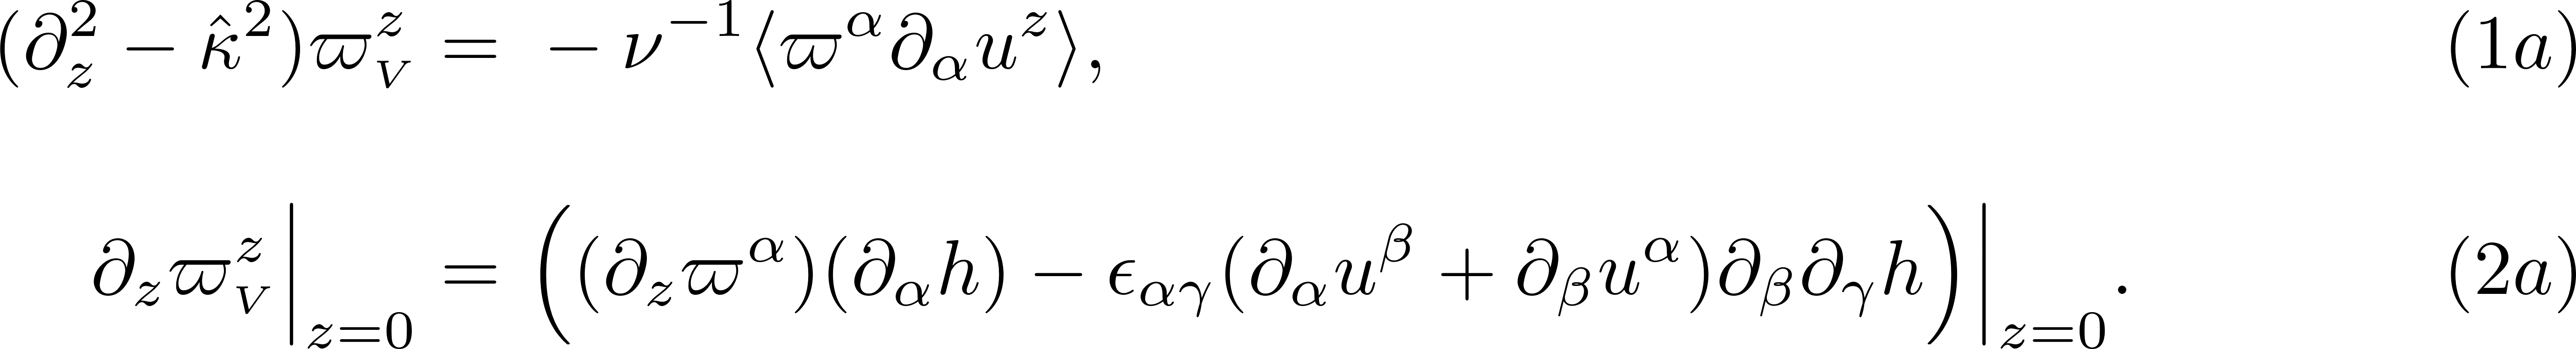 (∂_z^2 − \hat{κ}^2)ϖ_V^z = − ν^{−1}⟨ϖ^α ∂_α u^z⟩, (1a)
∂_z ϖ_V^z |_{z=0} = ((∂_z ϖ^α)(∂_α h) − ϵ_{αγ}(∂_α u^β + ∂_β u^α)∂_β ∂_γ h)|_{z=0}. (2a)